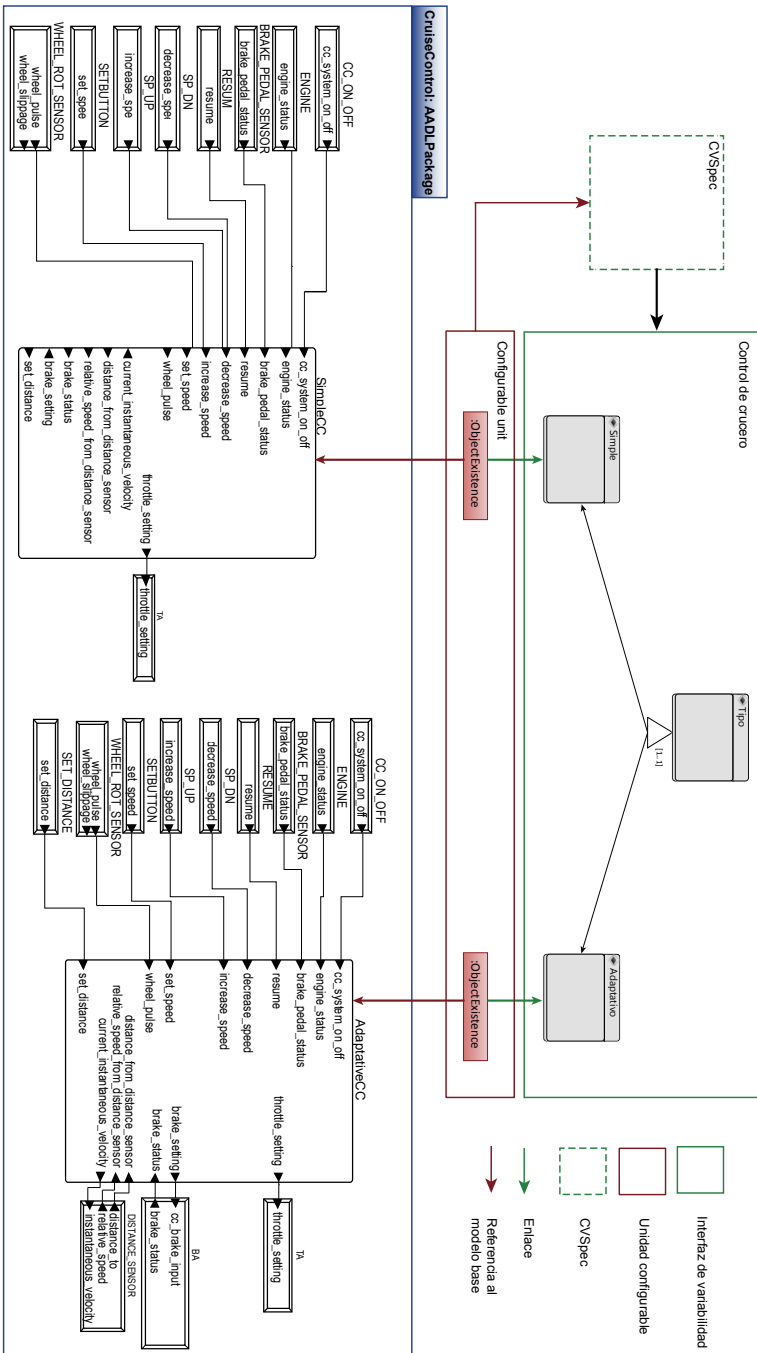 CVSpec
Control de crucero
Tipo
[1..1]
Simple
Adaptativo
Configurable unit
:ObjectExistence
:ObjectExistence
Interfaz de variabilidad
Unidad configurable
CVSpec
Enlace
Referencia al
modelo base
CruiseControl: AADLPackage
CC_ON_OFF
cc_system_on_off
ENGINE
engine_status
BRAKE_PEDAL_SENSOR
brake_pedal_status
RESUM
resume
SP_DN
decrease_spee
SP_UP
increase_spe
SETBUTTON
set_spee
WHEEL_ROT_SENSOR
wheel_pulse
wheel_slippage
SimpleCC
cc_system_on_off
engine_status
brake_pedal_status
resume
decrease_speed
increase_speed
set_speed
wheel_pulse
current_instantaneous_velocity
distance_from_distance_sensor
relative_speed_from_distance_sensor
brake_status
brake_setting
set_distance
throttle_setting
TA
throttle_setting
CC_ON_OFF
cc_system_on_off
ENGINE
engine_status
BRAKE_PEDAL_SENSOR
brake_pedal_status
RESUME
resume
SP_DN
decrease_speed
SP_UP
increase_speed
SETBUTTON
set_speed
WHEEL_ROT_SENSOR
wheel_pulse
wheel_slippage
SET_DISTANCE
set_distance
AdaptativeCC
cc_system_on_off
engine_status
brake_pedal_status
resume
decrease_speed
increase_speed
set_speed
wheel_pulse
set_distance
throttle_setting
brake_setting
brake_status
distance_from_distance_sensor
relative_speed_from_distance_sensor
current_instantaneous_velocity
TA
throttle_setting
BA
cc_brake_input
brake_status
DISTANCE_SENSOR
distance_to
relative_speed
instantaneous_velocity